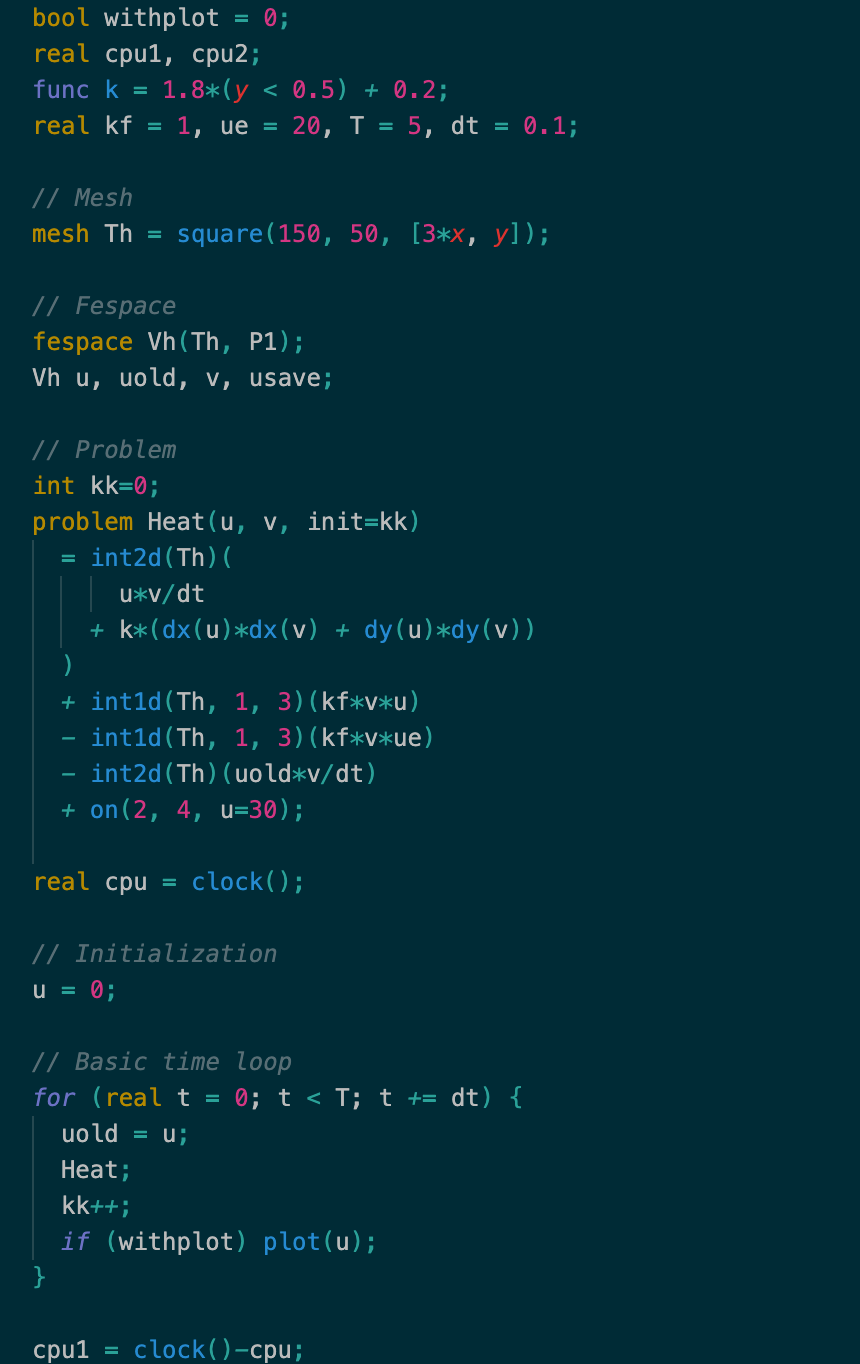 bool withplot = 0;
real cpu1, cpu2;
func k = 1.8*(y < 0.5) + 0.2;
real kf = 1, ue = 20, T = 5, dt = 0.1;

// Mesh
mesh Th = square(150, 50, [3*x, y]);

// Fespace
fespace Vh(Th, P1);
Vh u, uold, v, usave;

// Problem
int kk=0;
problem Heat(u, v, init=kk)
  = int2d(Th)(
      u*v/dt
    + k*(dx(u)*dx(v) + dy(u)*dy(v))
  )
  + int1d(Th, 1, 3)(kf*v*u)
  - int1d(Th, 1, 3)(kf*v*ue)
  - int2d(Th)(uold*v/dt)
  + on(2, 4, u=30);

real cpu = clock();

// Initialization
u = 0;

// Basic time loop
for (real t = 0; t < T; t += dt) {
  uold = u;
  Heat;
  kk++;
  if (withplot) plot(u);
}

cpu1 = clock()-cpu;